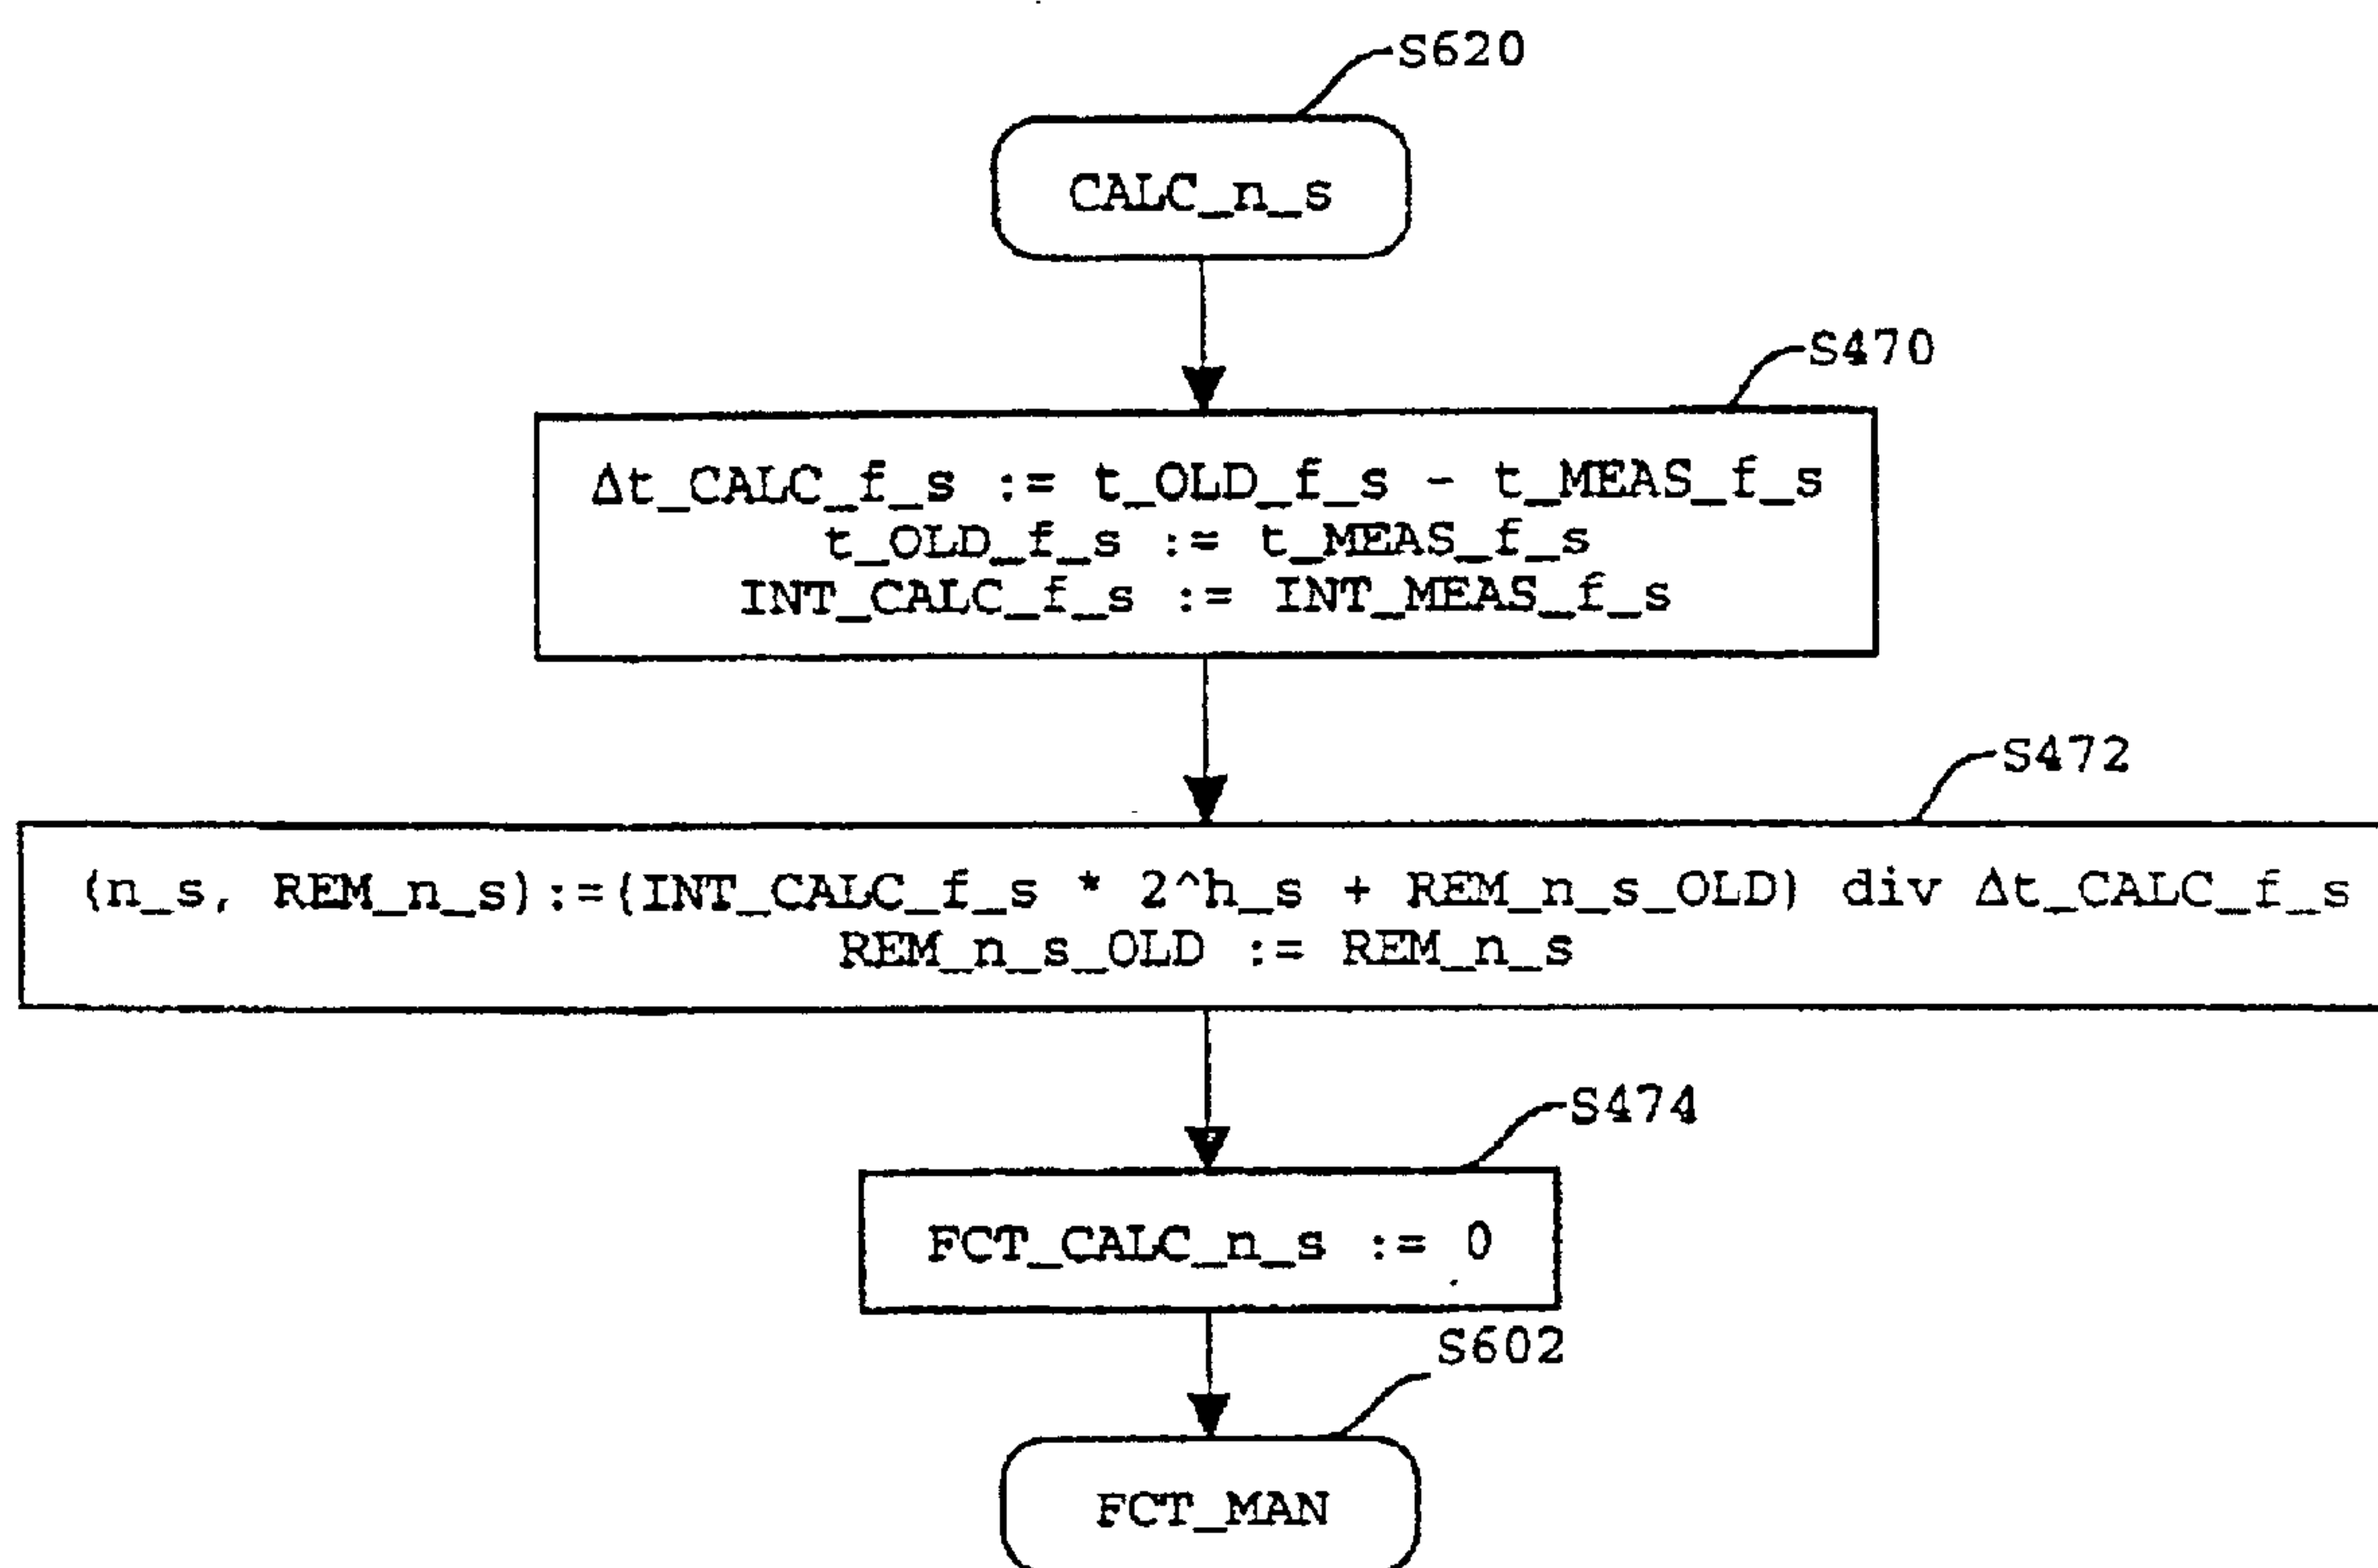 S620
CALC_n_s
S470
Δt_CALC_f_s := t_OLD_f_s - t_MEAS_f_s
t_OLD_f_s := t_MEAS_f_s
INT_CALC_f_s := INT_MEAS_f_s
S472
(n_s, REM_n_s):=(INT_CALC_f_s * 2^h_s + REM_n_s_OLD) div Δt_CALC_f_s
REM_n_s_OLD := REM_n_s
S474
FCT_CALC_n_s := 0
S602
FCT_MAN